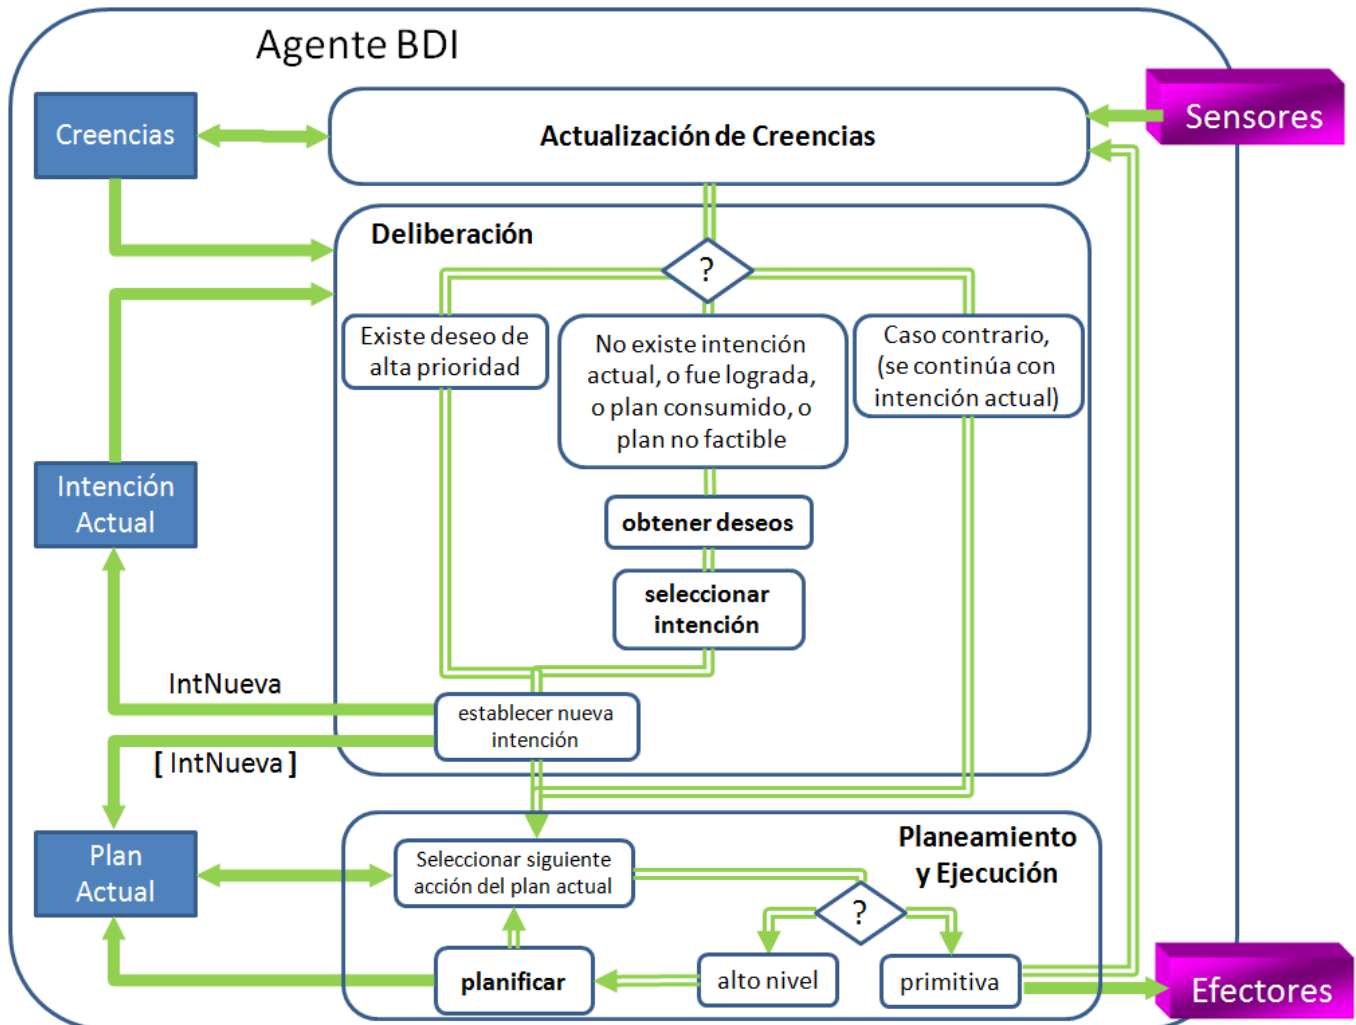 Agente BDI
Creencias
Actualización de Creencias
Sensores
Deliberación
?
Existe deseo de
alta prioridad
No existe intención
actual, o fue lograda,
o plan consumido, o
plan no factible
Caso contrario,
(se continúa con
intención actual)
Intención
Actual
obtener deseos
seleccionar
intención
IntNueva
establecer nueva
intención
[ IntNueva ]
Plan
Actual
Seleccionar siguiente
acción del plan actual
Planeamiento
y Ejecución
?
planificar
alto nivel
primitiva
Efectores